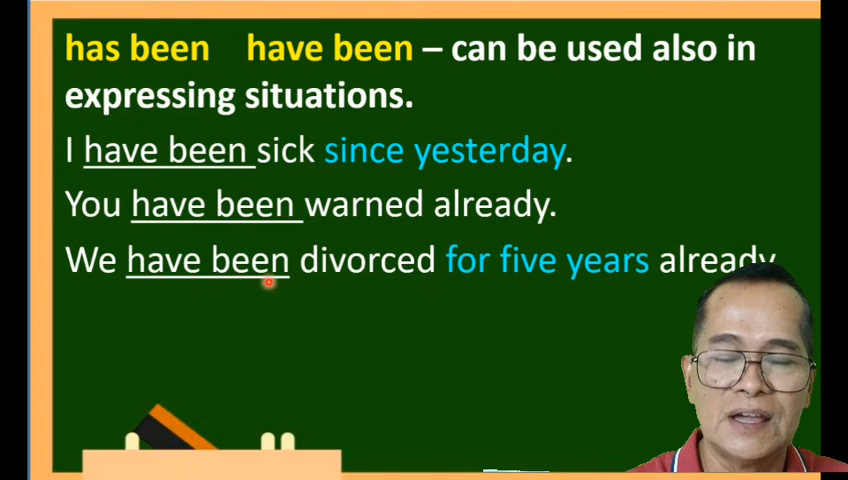 has been have been – can be used also in
expressing situations.
I have been sick since yesterday.
You have been warned already.
We have been divorced for five years already